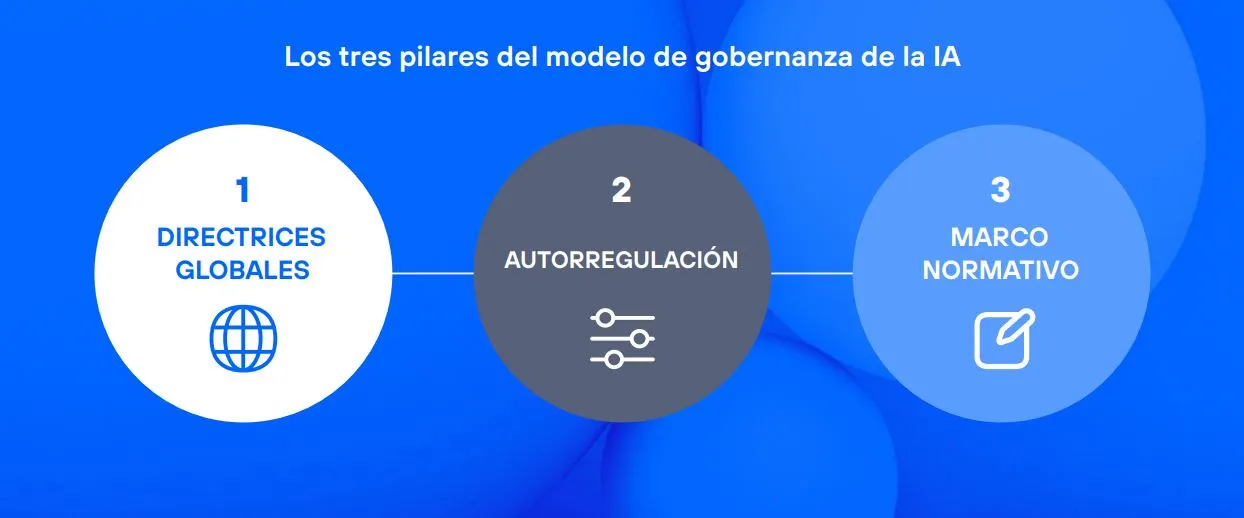 Los tres pilares del modelo de gobernanza de la IA
1
DIRECTRICES
GLOBALES
2
AUTORREGULACIÓN
3
MARCO
NORMATIVO